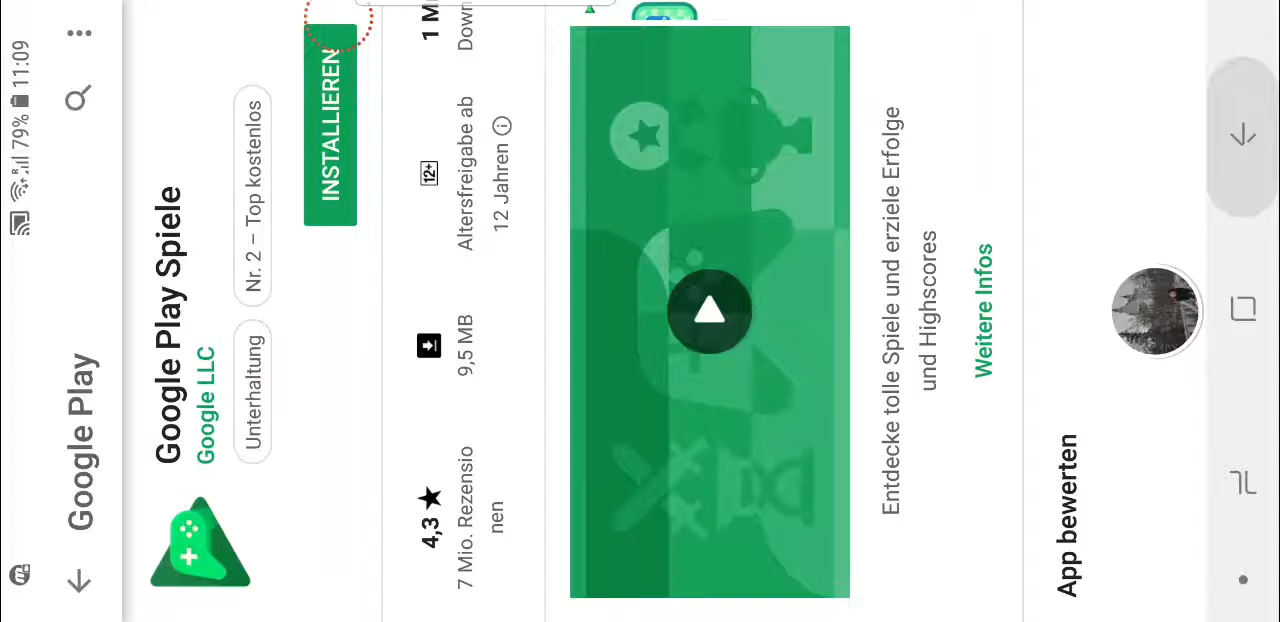 79% 11:09
Google Play
Google Play Spiele
Google LLC
Unterhaltung
Nr. 2 – Top kostenlos
INSTALLIEREN
4,3 ★
7 Mio. Rezensio
nen
9,5 MB
12+
Altersfreigabe ab
12 Jahren
1 M
Down
Entdecke tolle Spiele und erziele Erfolge
und Highscores
Weitere Infos
App bewerten